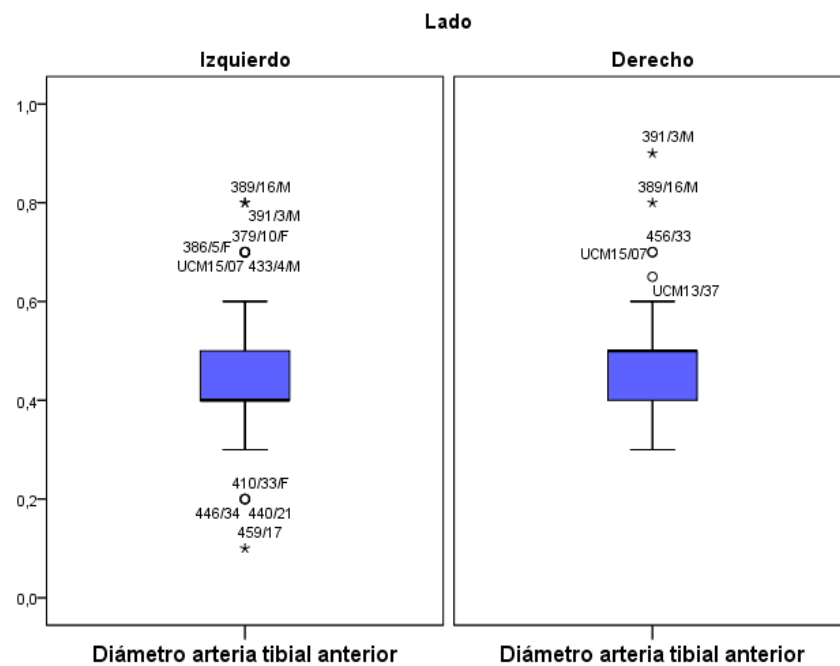 Lado
Izquierdo
Derecho
1,0
0,8
0,6
0,4
0,2
0,0
389/16/M
391/3/M
379/10/F
386/5/F
UCM15/07 433/4/M
410/33/F
446/34 440/21
459/17
391/3/M
389/16/M
456/33
UCM15/07
UCM13/37
Diámetro arteria tibial anterior
Diámetro arteria tibial anterior